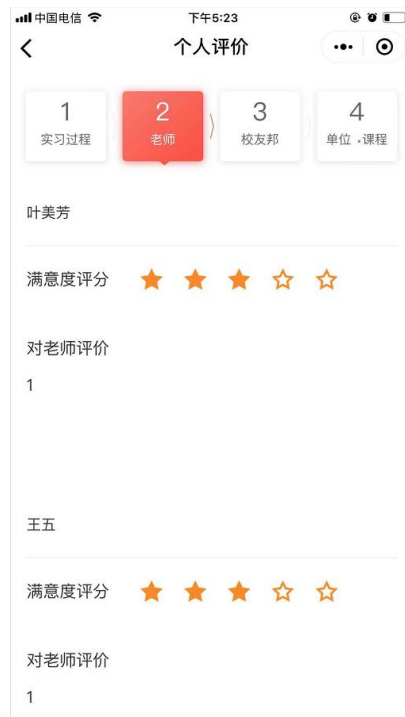 中国电信 下午5:23
个人评价
1 2 3 4
实习过程 老师 校友邦 单位 .课程
叶美芳
满意度评分
对老师评价
1
王五
满意度评分
对老师评价
1